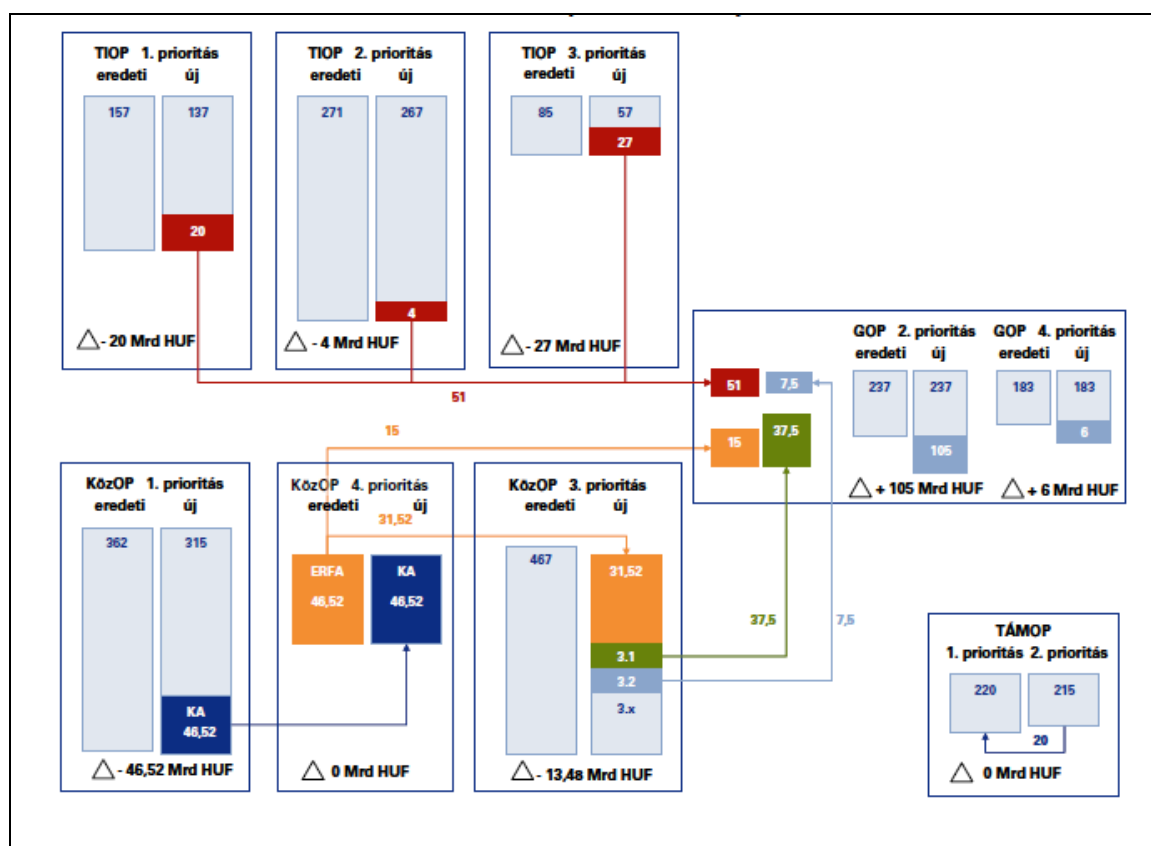 TIOP 1. prioritás
eredeti új
157 137
20
△ - 20 Mrd HUF
TIOP 2. prioritás
eredeti új
271 267
4
△ - 4 Mrd HUF
TIOP 3. prioritás
eredeti új
85 57
27
△ - 27 Mrd HUF
51
15
GOP 2. prioritás
eredeti új
237 237
105
△ + 105 Mrd HUF
GOP 4. prioritás
eredeti új
183 183
6
△ + 6 Mrd HUF
51 7,5
15 37,5
KözOP 1. prioritás
eredeti új
362 315
KA
46,52
△ - 46,52 Mrd HUF
KözOP 4. prioritás
eredeti új
31,52
ERFA KA
46,52 46,52
△ 0 Mrd HUF
KözOP 3. prioritás
eredeti új
467 31,52
3.1
3.2
3.x
△ - 13,48 Mrd HUF
37,5 7,5
TÁMOP
1. prioritás 2. prioritás
220 215
20
△ 0 Mrd HUF